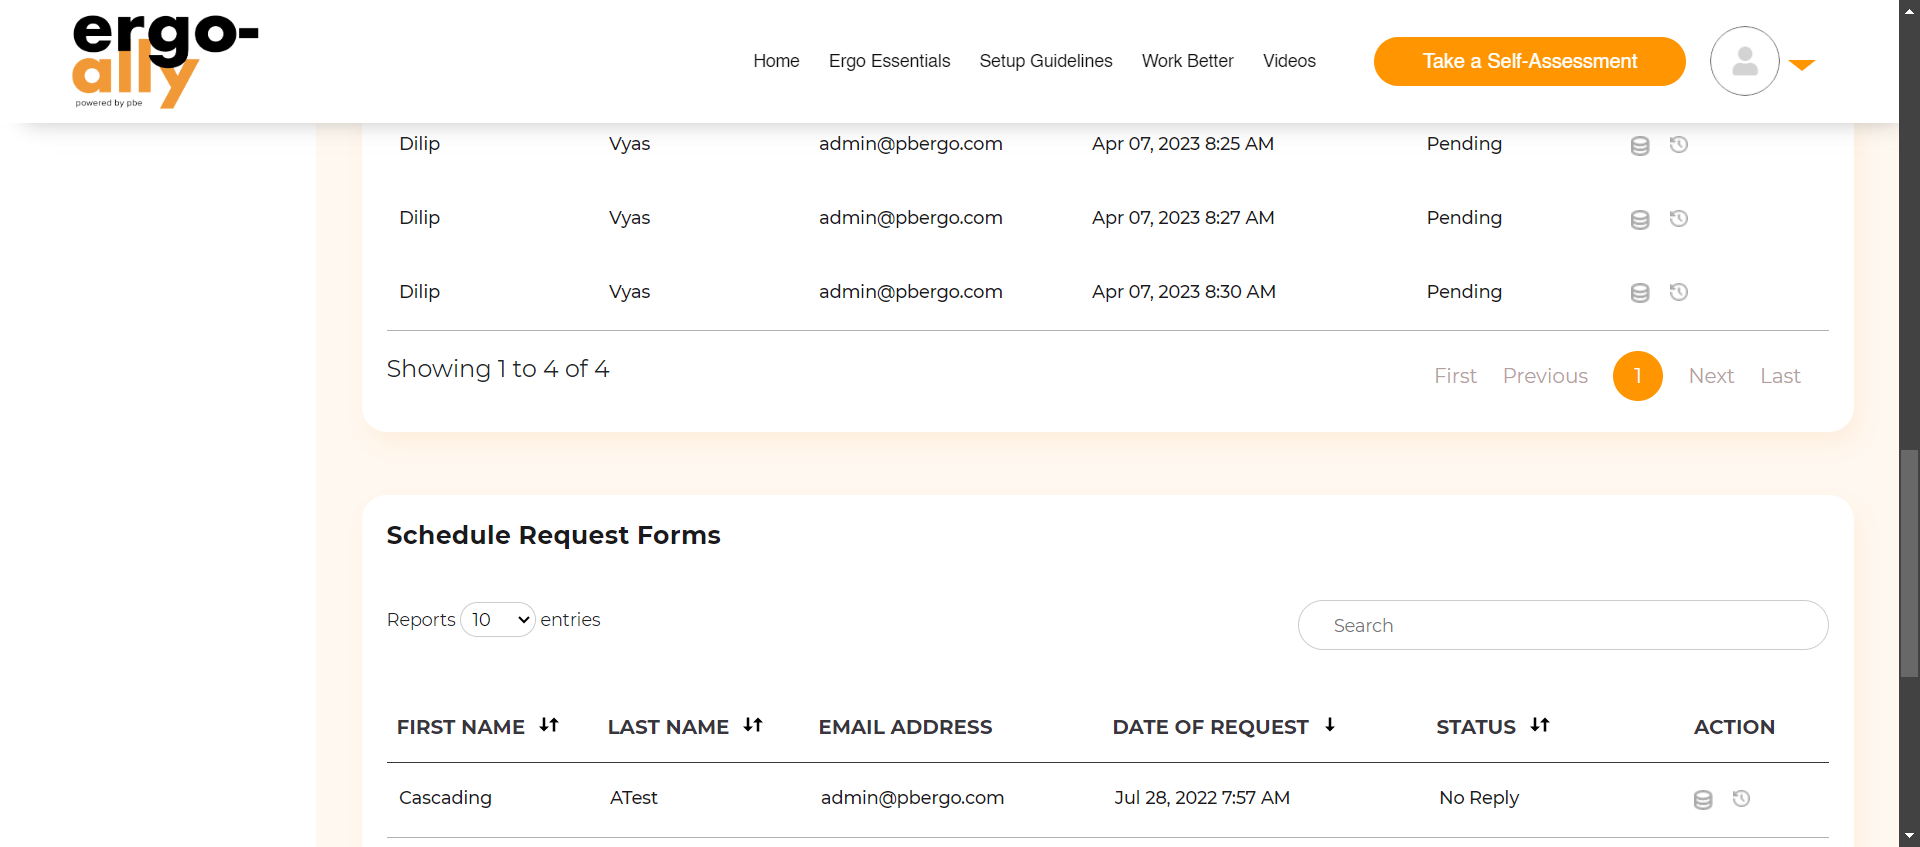 ergo-
ally
powered by pbe
Home Ergo Essentials Setup Guidelines Work Better Videos Take a Self-Assessment
Dilip Vyas admin@pbergo.com Apr 07, 2023 8:25 AM Pending
Dilip Vyas admin@pbergo.com Apr 07, 2023 8:27 AM Pending
Dilip Vyas admin@pbergo.com Apr 07, 2023 8:30 AM Pending
Showing 1 to 4 of 4
First Previous 1 Next Last
Schedule Request Forms
Reports 10 entries
Search
FIRST NAME LAST NAME EMAIL ADDRESS DATE OF REQUEST STATUS ACTION
Cascading ATest admin@pbergo.com Jul 28, 2022 7:57 AM No Reply